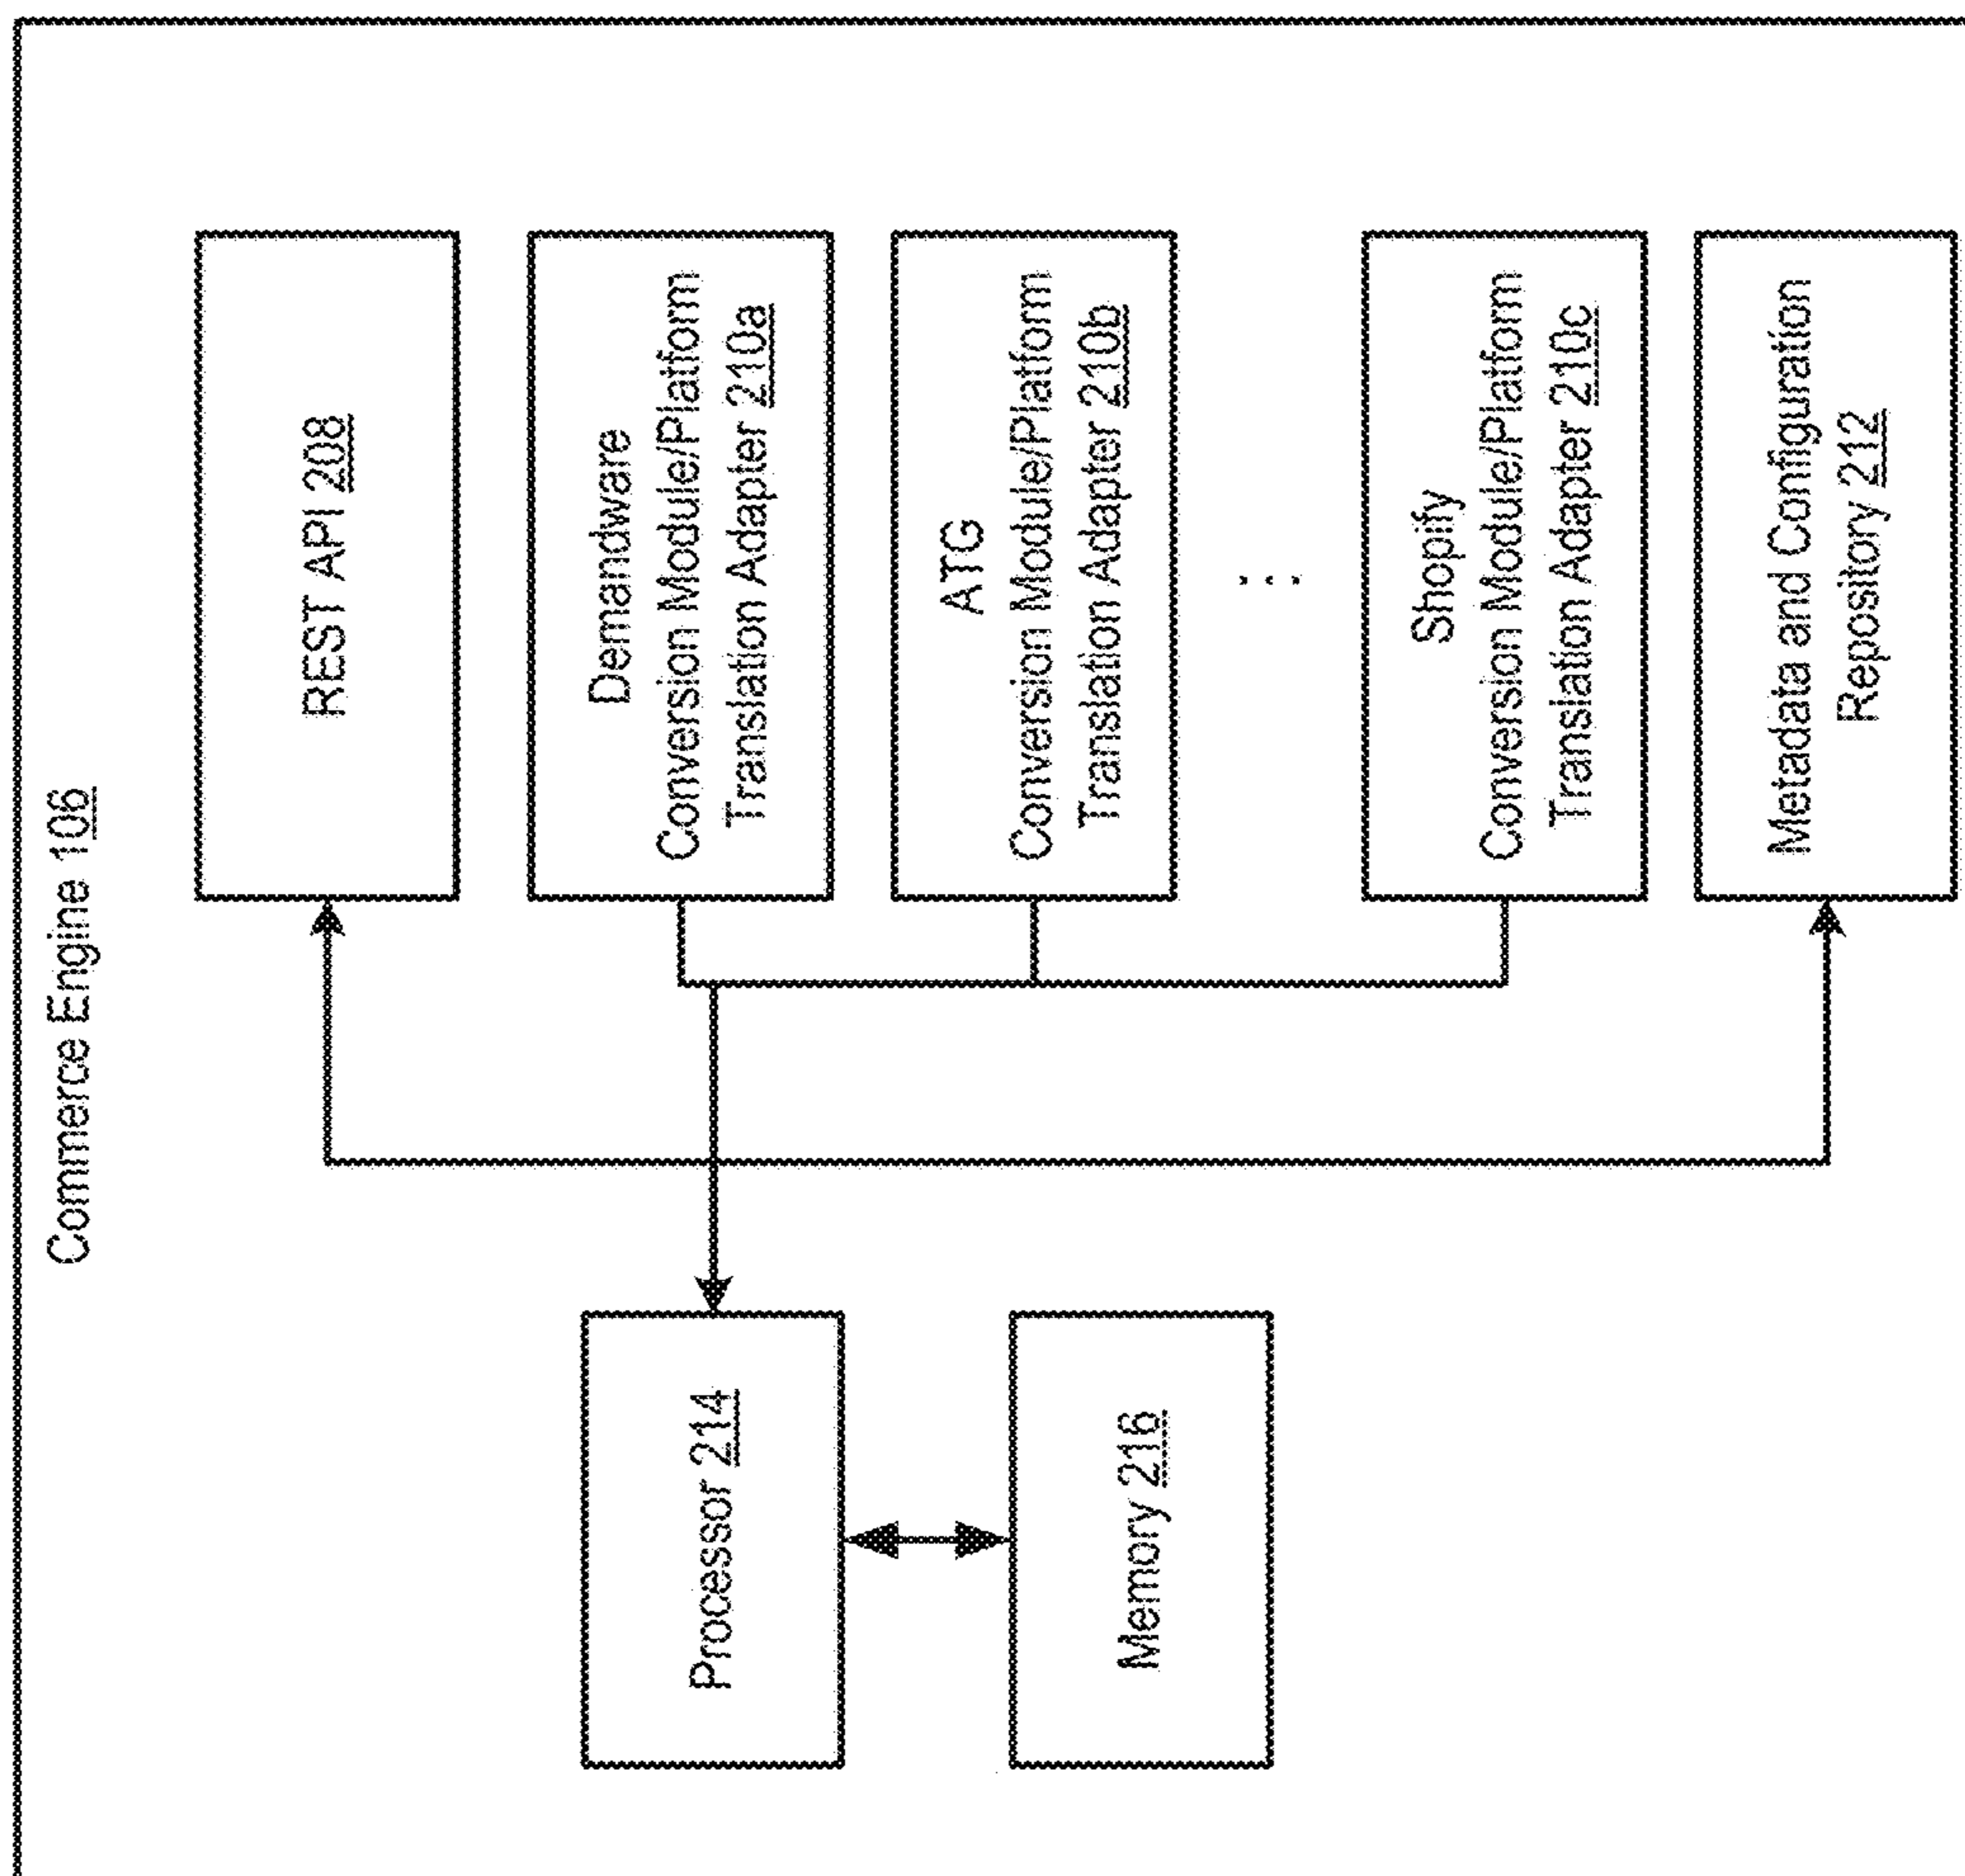 Commerce Engine 106
REST API 208
Demandware
Conversion Module/Platform
Translation Adapter 210a
ATG
Conversion Module/Platform
Translation Adapter 210b
. . .
Shopify
Conversion Module/Platform
Translation Adapter 210c
Metadata and Configuration
Repository 212
Processor 214
Memory 216